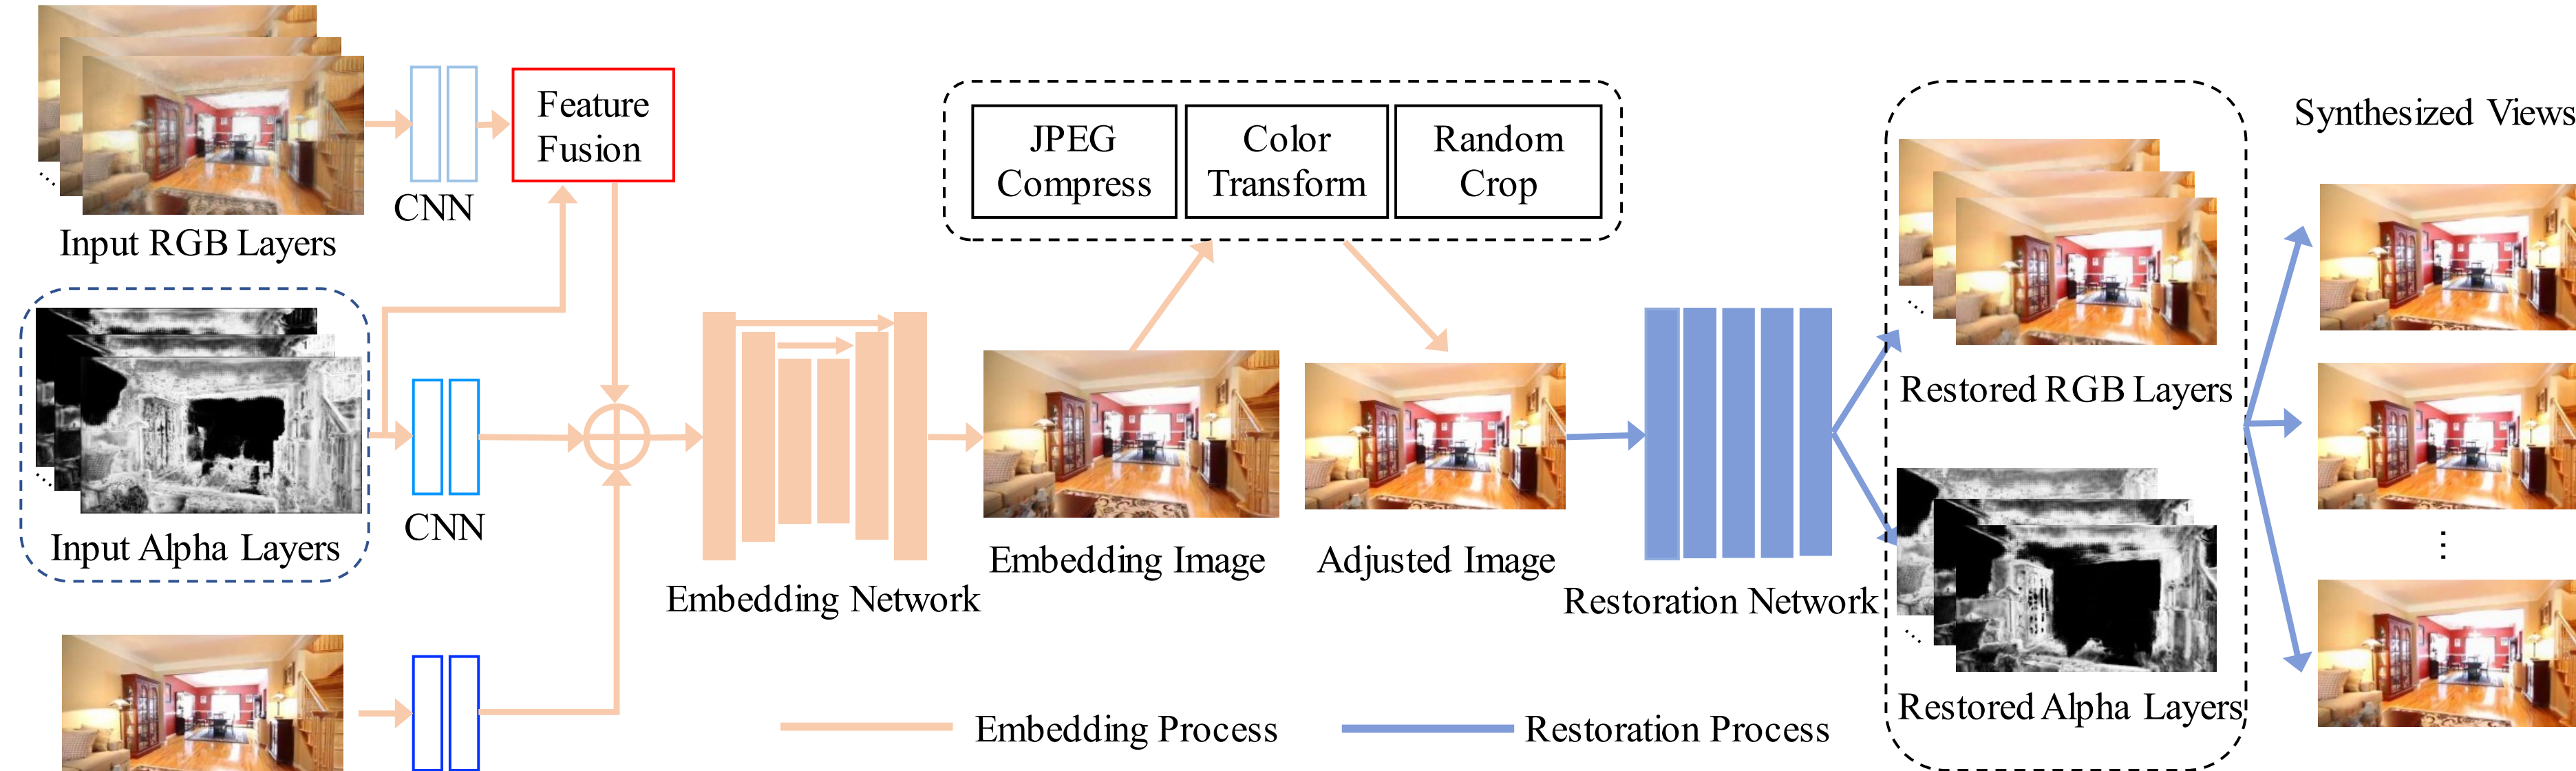 Input RGB Layers
CNN
Feature
Fusion
Input Alpha Layers
CNN
Embedding Network
JPEG
Compress
Color
Transform
Random
Crop
Embedding Image
Adjusted Image
Restoration Network
Restored RGB Layers
Restored Alpha Layers
Synthesized Views
Embedding Process
Restoration Process